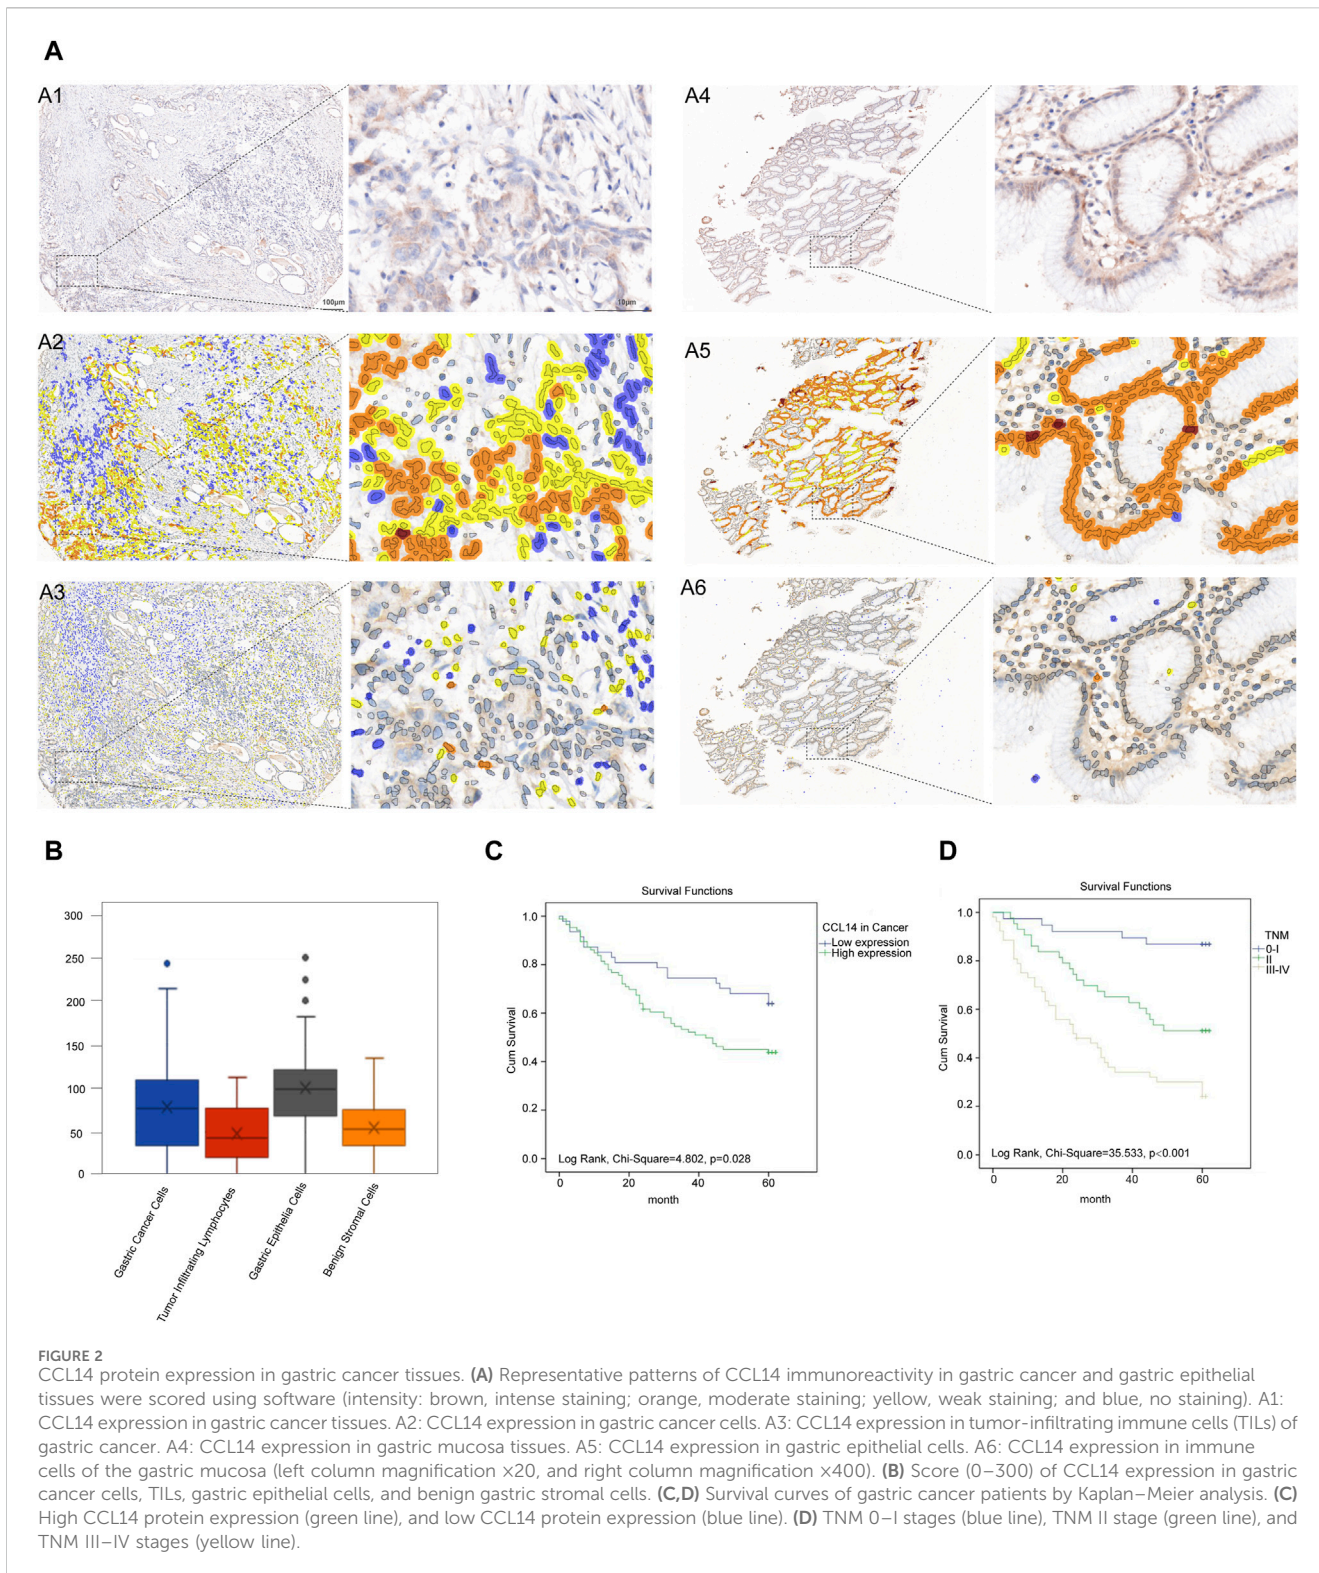 A
A1
100μm
10μm
A4
A2
A5
A3
A6
B
300
250
200
150
100
50
0
Gastric Cancer Cells
Tumor Infiltrating Lymphocytes
Gastric Epithelia Cells
Benign Stromal Cells
C
Survival Functions
1.0
0.8
0.6
0.4
0.2
0.0
Cum Survival
CCL14 in Cancer
Low expression
High expression
Log Rank, Chi-Square=4.802, p=0.028
0
20
40
60
month
D
Survival Functions
1.0
0.8
0.6
0.4
0.2
0.0
Cum Survival
TNM
0-I
II
III-IV
Log Rank, Chi-Square=35.533, p<0.001
0
20
40
60
month
FIGURE 2
CCL14 protein expression in gastric cancer tissues. (A) Representative patterns of CCL14 immunoreactivity in gastric cancer and gastric epithelial
tissues were scored using software (intensity: brown, intense staining; orange, moderate staining; yellow, weak staining; and blue, no staining). A1:
CCL14 expression in gastric cancer tissues. A2: CCL14 expression in gastric cancer cells. A3: CCL14 expression in tumor-infiltrating immune cells (TILs) of
gastric cancer. A4: CCL14 expression in gastric mucosa tissues. A5: CCL14 expression in gastric epithelial cells. A6: CCL14 expression in immune
cells of the gastric mucosa (left column magnification ×20, and right column magnification ×400). (B) Score (0–300) of CCL14 expression in gastric
cancer cells, TILs, gastric epithelial cells, and benign gastric stromal cells. (C,D) Survival curves of gastric cancer patients by Kaplan–Meier analysis. (C)
High CCL14 protein expression (green line), and low CCL14 protein expression (blue line). (D) TNM 0–I stages (blue line), TNM II stage (green line), and
TNM III–IV stages (yellow line).